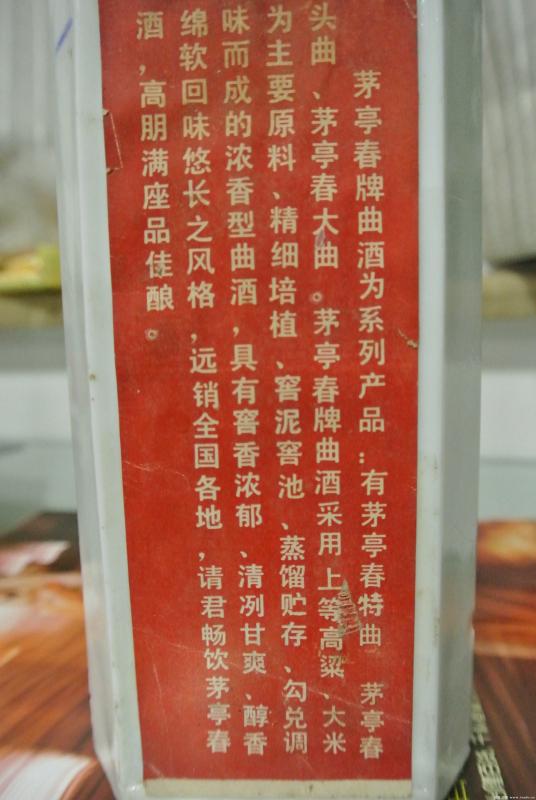 茅亭春牌曲酒为系列产品：有茅亭春特曲 茅亭春
头曲、茅亭春大曲。茅亭春牌曲酒采用上等高粱、大米
为主要原料、精细培植、窖泥窖池、蒸馏贮存、勾兑调
味而成的浓香型曲酒，具有窖香浓郁、清冽甘爽、醇香
绵软回味悠长之风格，远销全国各地，请君畅饮茅亭春
酒，高朋满座品佳酿。